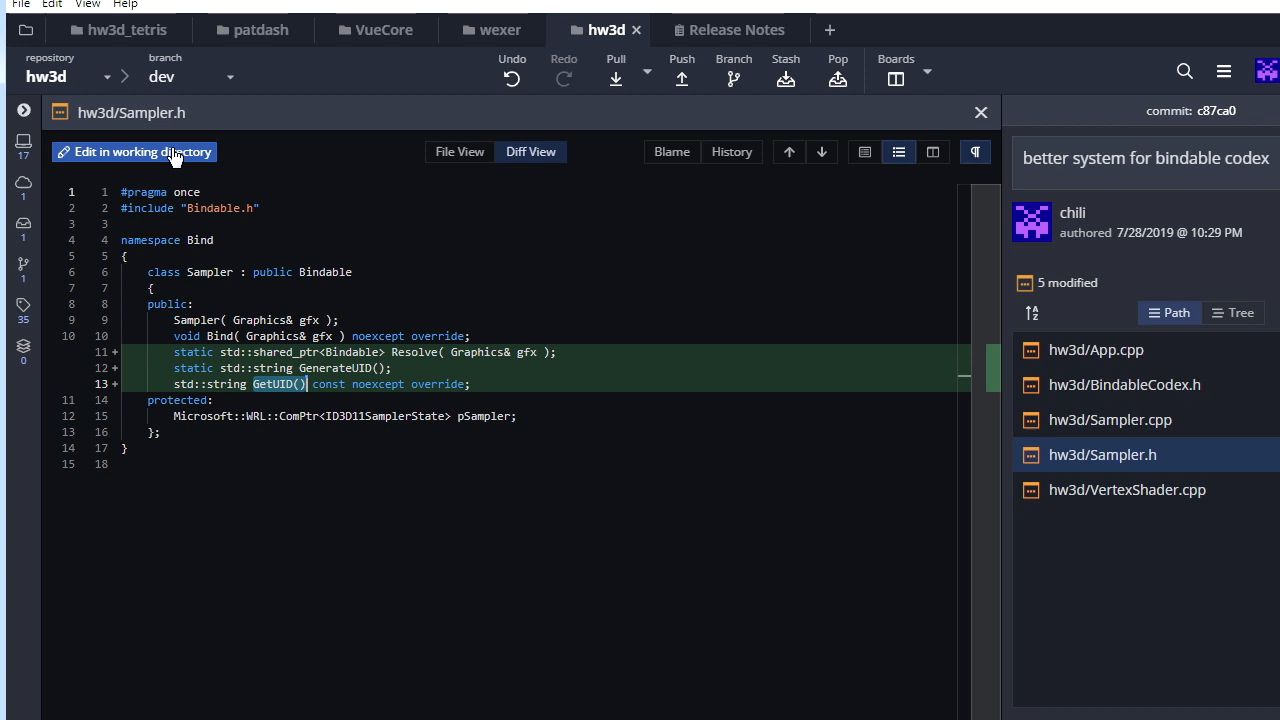 File Edit View Help
hw3d_tetris patdash VueCore wexer hw3d Release Notes
repository branch
hw3d dev
Undo Redo Pull Push Branch Stash Pop Boards
hw3d/Sampler.h
commit: c87ca0
Edit in working directory File View Diff View Blame History
better system for bindable codex
chili
authored 7/28/2019 @ 10:29 PM
5 modified
Path Tree
hw3d/App.cpp
hw3d/BindableCodex.h
hw3d/Sampler.cpp
hw3d/Sampler.h
hw3d/VertexShader.cpp
17
1
1
1
35
0
1 1 #pragma once
2 2 #include "Bindable.h"
3 3
4 4 namespace Bind
5 5 {
6 6 class Sampler : public Bindable
7 7 {
8 8 public:
9 9 Sampler( Graphics& gfx );
10 10 void Bind( Graphics& gfx ) noexcept override;
11 + static std::shared_ptr<Bindable> Resolve( Graphics& gfx );
12 + static std::string GenerateUID();
13 + std::string GetUID() const noexcept override;
11 14 protected:
12 15 Microsoft::WRL::ComPtr<ID3D11SamplerState> pSampler;
13 16 };
14 17 }
15 18